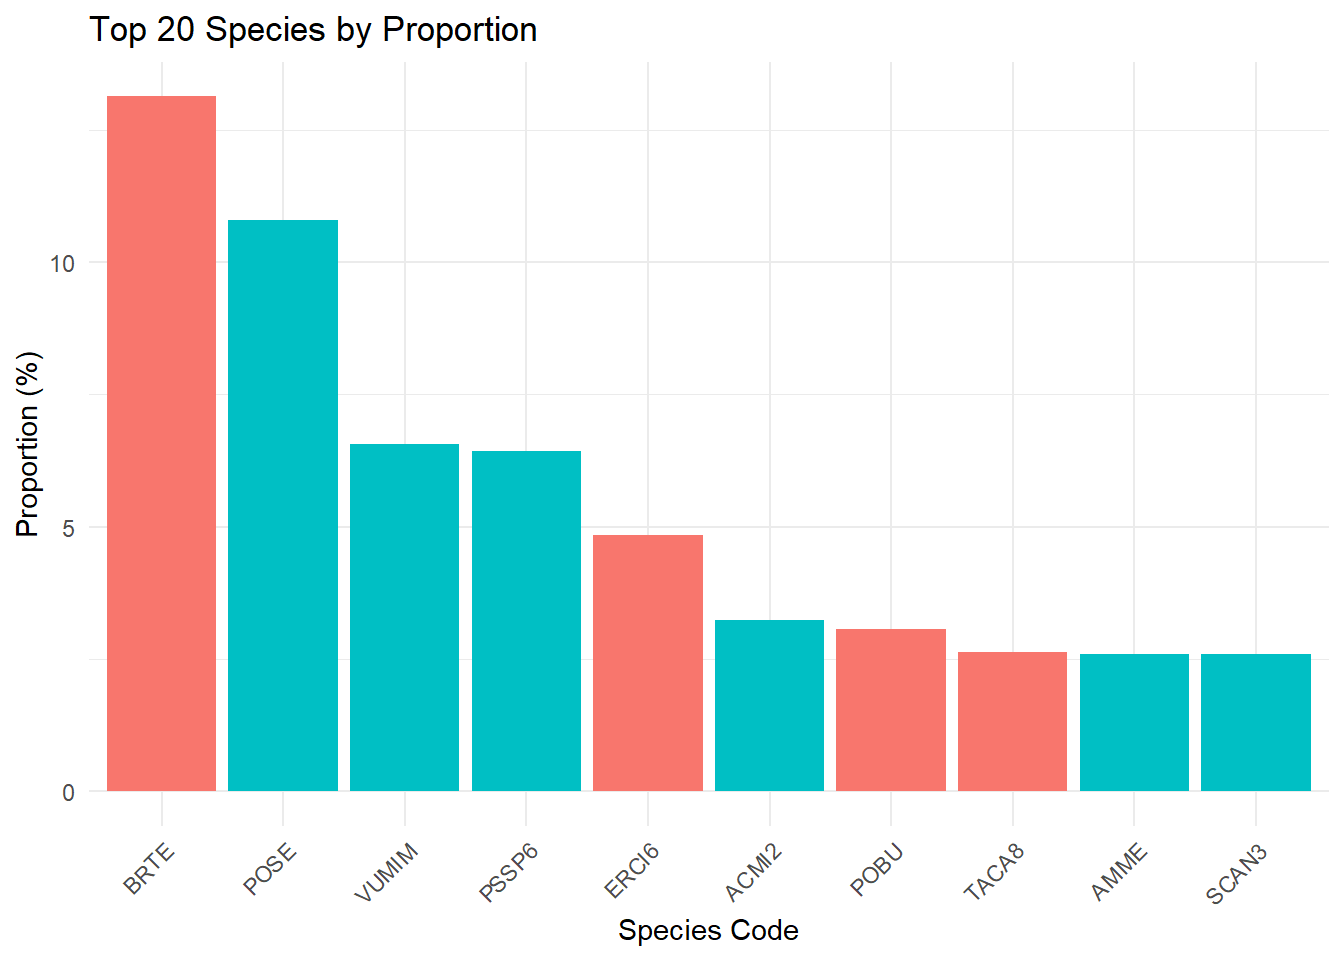 Top 20 Species by Proportion
Proportion (%)
10
5
0
BRTE
POSE
VUMIM
PSSP6
ERCI6
ACMI2
POBU
TACA8
AMME
SCAN3
Species Code